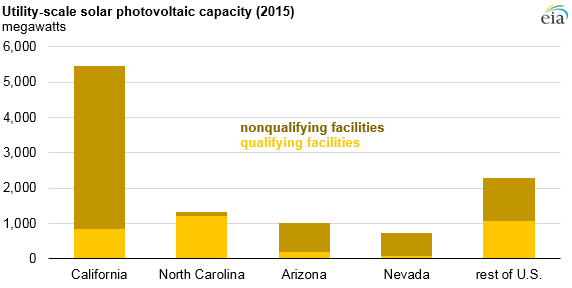 Utility-scale solar photovoltaic capacity (2015)
megawatts
eia
6,000
5,000
4,000
3,000
2,000
1,000
0
nonqualifying facilities
qualifying facilities
California North Carolina Arizona Nevada rest of U.S.